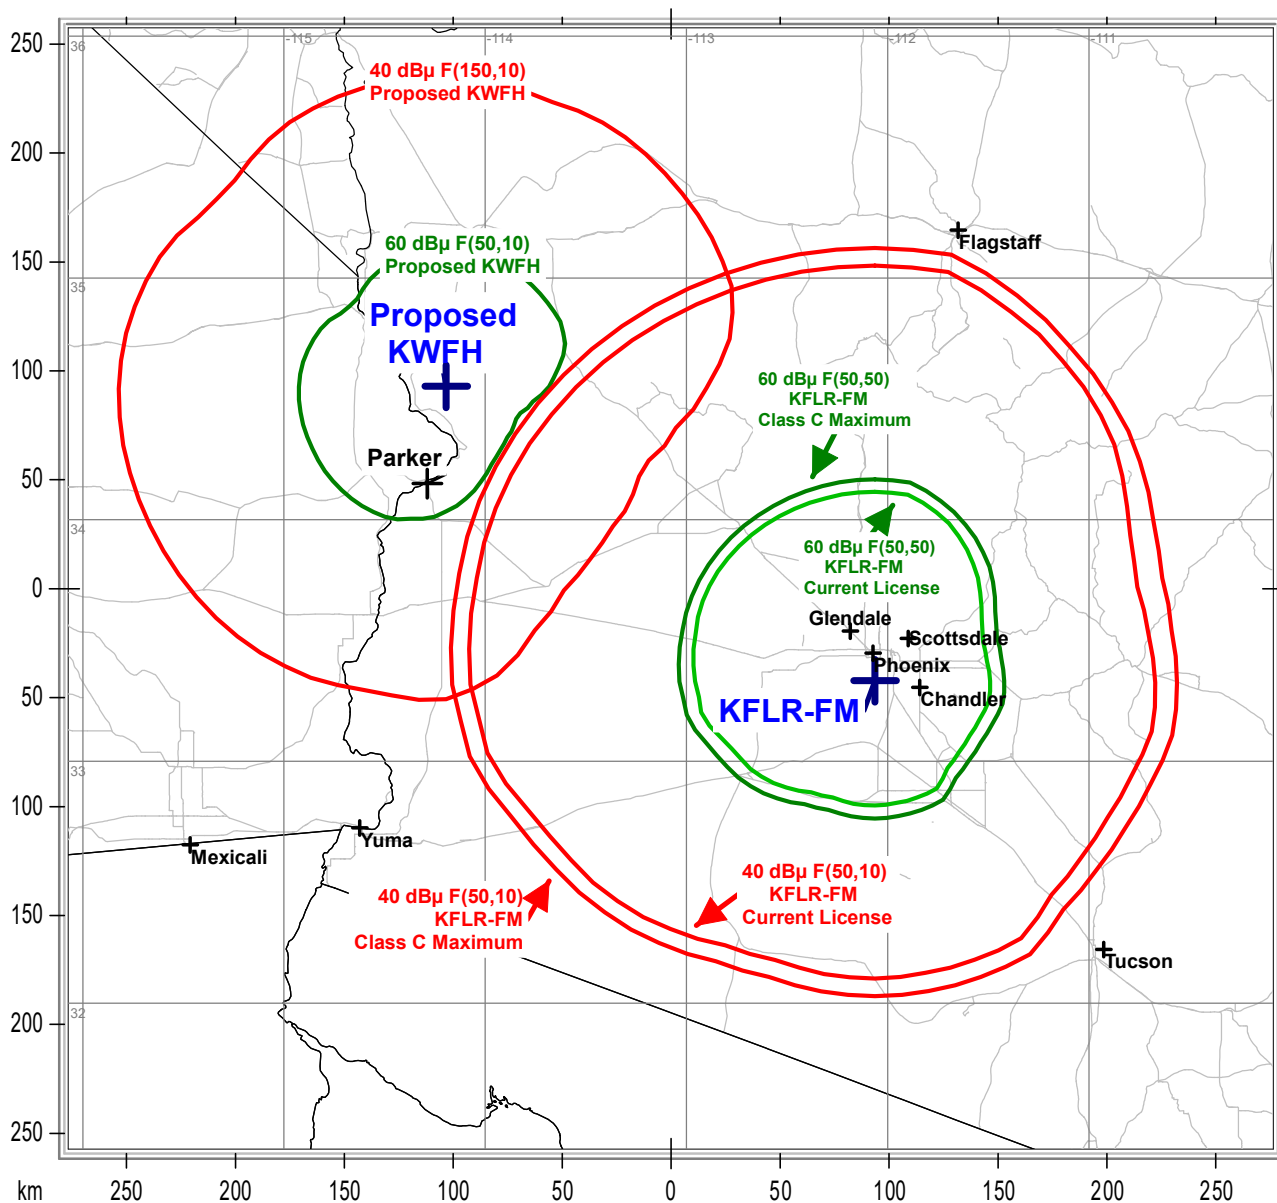 36
-115
-114
-113
-112
-111
250
200
150
100
50
0
50
100
150
200
250
40 dBµ F(150,10)
Proposed KWFH
60 dBµ F(50,10)
Proposed KWFH
Proposed
KWFH
Parker
Flagstaff
35
60 dBµ F(50,50)
KFLR-FM
Class C Maximum
34
60 dBµ F(50,50)
KFLR-FM
Current License
Glendale
Scottsdale
Phoenix
Chandler
KFLR-FM
33
Yuma
Mexicali
40 dBµ F(50,10)
KFLR-FM
Class C Maximum
40 dBµ F(50,10)
KFLR-FM
Current License
Tucson
32
km
250
200
150
100
50
0
50
100
150
200
250